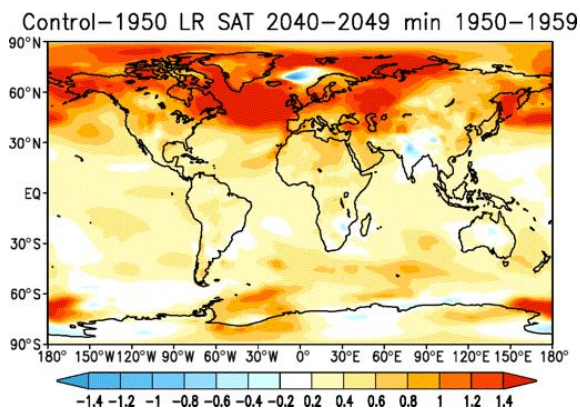 Control-1950 LR SAT 2040-2049 min 1950-1959
90°N
60°N
30°N
EQ
30°S
60°S
90°S
180° 150°W 120°W 90°W 60°W 30°W 0° 30°E 60°E 90°E 120°E 150°E 180°
-1.4 -1.2 -1 -0.8 -0.6 -0.4 -0.2 0.2 0.4 0.6 0.8 1 1.2 1.4